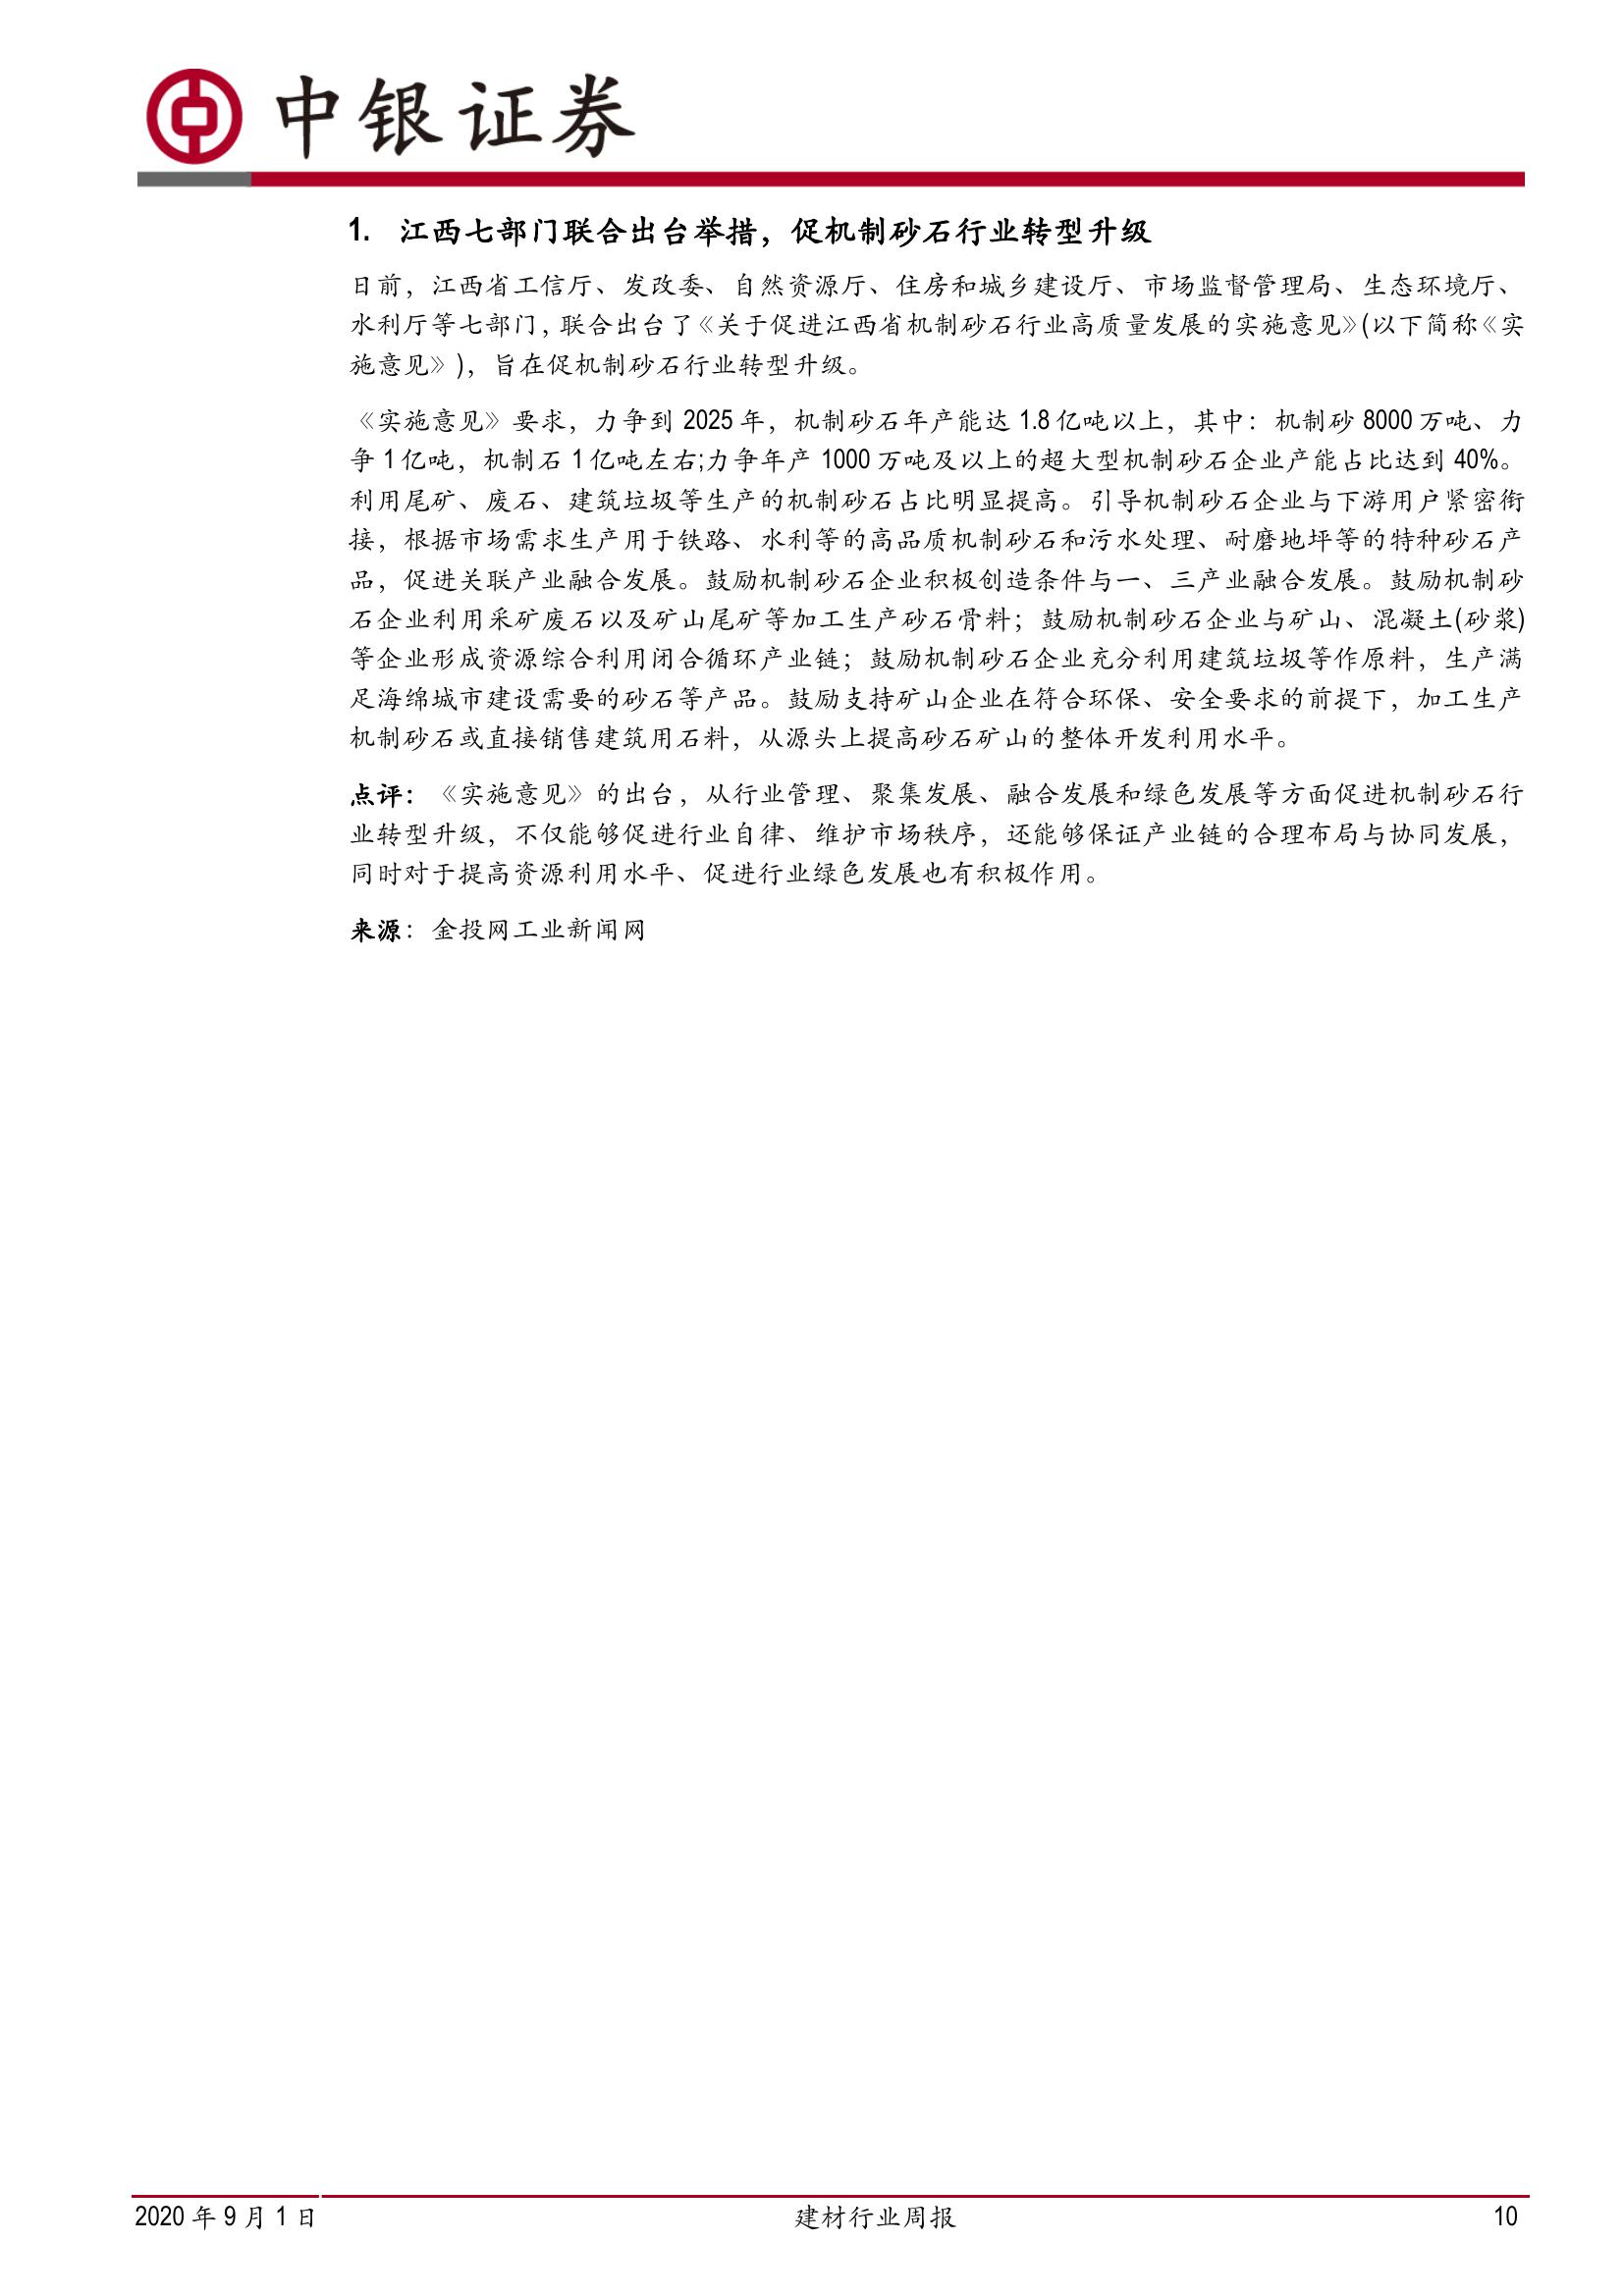 中银证券
1. 江西七部门联合出台举措，促机制砂石行业转型升级
日前，江西省工信厅、发改委、自然资源厅、住房和城乡建设厅、市场监督管理局、生态环境厅、
水利厅等七部门，联合出台了《关于促进江西省机制砂石行业高质量发展的实施意见》(以下简称《实
施意见》)，旨在促机制砂石行业转型升级。
《实施意见》要求，力争到 2025 年，机制砂石年产能达 1.8 亿吨以上，其中：机制砂 8000 万吨、力
争 1 亿吨，机制石 1 亿吨左右;力争年产 1000 万吨及以上的超大型机制砂石企业产能占比达到 40%。
利用尾矿、废石、建筑垃圾等生产的机制砂石占比明显提高。引导机制砂石企业与下游用户紧密衔
接，根据市场需求生产用于铁路、水利等的高品质机制砂石和污水处理、耐磨地坪等的特种砂石产
品，促进关联产业融合发展。鼓励机制砂石企业积极创造条件与一、三产业融合发展。鼓励机制砂
石企业利用采矿废石以及矿山尾矿等加工生产砂石骨料；鼓励机制砂石企业与矿山、混凝土(砂浆)
等企业形成资源综合利用闭合循环产业链；鼓励机制砂石企业充分利用建筑垃圾等作原料，生产满
足海绵城市建设需要的砂石等产品。鼓励支持矿山企业在符合环保、安全要求的前提下，加工生产
机制砂石或直接销售建筑用石料，从源头上提高砂石矿山的整体开发利用水平。
点评：《实施意见》的出台，从行业管理、聚集发展、融合发展和绿色发展等方面促进机制砂石行
业转型升级，不仅能够促进行业自律、维护市场秩序，还能够保证产业链的合理布局与协同发展，
同时对于提高资源利用水平、促进行业绿色发展也有积极作用。
来源：金投网工业新闻网
2020 年 9 月 1 日 建材行业周报 10